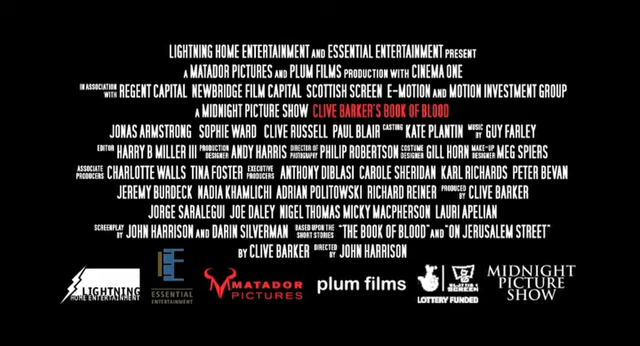 LIGHTNING HOME ENTERTAINMENT AND ESSENTIAL ENTERTAINMENT PRESENT
A MATADOR PICTURES AND PLUM FILMS PRODUCTION WITH CINEMA ONE
IN ASSOCIATION WITH REGENT CAPITAL NEWBRIDGE FILM CAPITAL SCOTTISH SCREEN E-MOTION AND MOTION INVESTMENT GROUP
A MIDNIGHT PICTURE SHOW CLIVE BARKER'S BOOK OF BLOOD
JONAS ARMSTRONG SOPHIE WARD CLIVE RUSSELL PAUL BLAIR CASTING KATE PLANTIN MUSIC BY GUY FARLEY
EDITOR HARRY B MILLER III PRODUCTION DESIGNER ANDY HARRIS DIRECTOR OF PHOTOGRAPHY PHILIP ROBERTSON COSTUME DESIGNER GILL HORN MAKE-UP DESIGNER MEG SPIERS
ASSOCIATE PRODUCERS CHARLOTTE WALLS TINA FOSTER EXECUTIVE PRODUCERS ANTHONY DIBLASI CAROLE SHERIDAN KARL RICHARDS PETER BEVAN
JEREMY BURDECK NADIA KHAMLICHI ADRIAN POLITOWSKI RICHARD REINER PRODUCED BY CLIVE BARKER
JORGE SARALEGUI JOE DALEY NIGEL THOMAS MICKY MACPHERSON LAURI APELIAN
SCREENPLAY BY JOHN HARRISON AND DARIN SILVERMAN BASED UPON THE SHORT STORIES "THE BOOK OF BLOOD" AND "ON JERUSALEM STREET"
BY CLIVE BARKER DIRECTED BY JOHN HARRISON
LIGHTNING
HOME ENTERTAINMENT
ESSENTIAL
ENTERTAINMENT
MATADOR
PICTURES
plum films
LOTTERY FUNDED
MIDNIGHT
PICTURE
SHOW